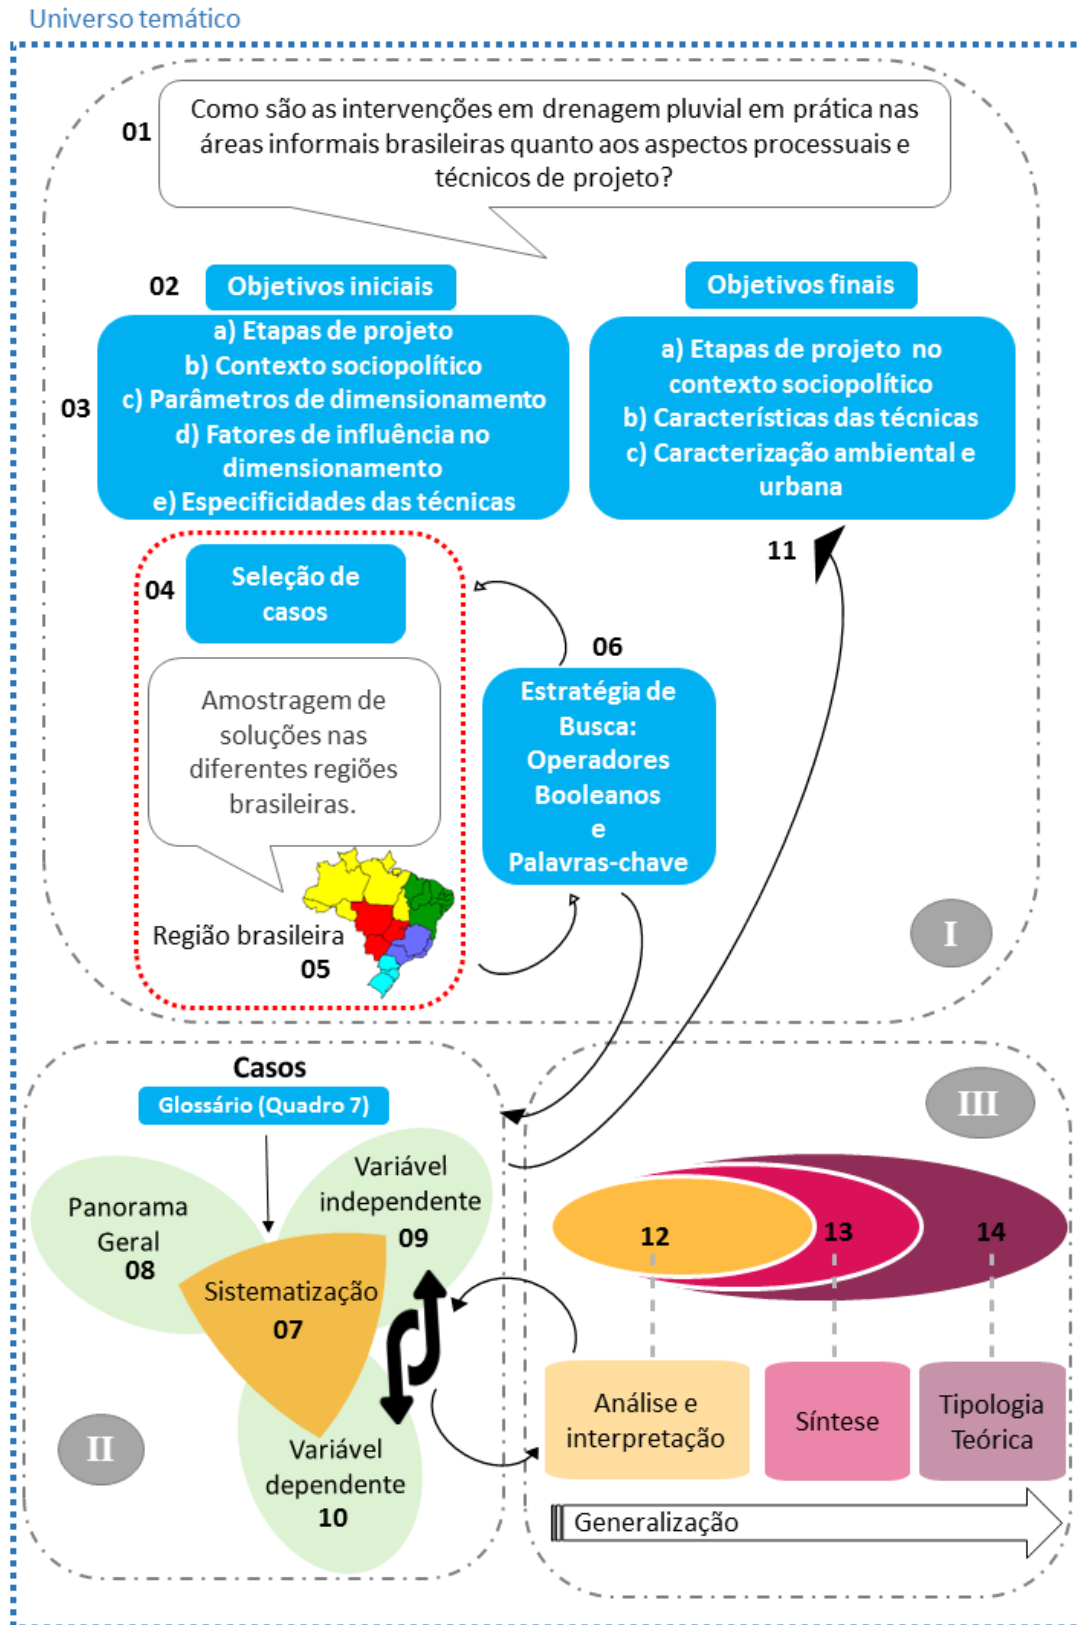 Universo temático
01
Como são as intervenções em drenagem pluvial em prática nas
áreas informais brasileiras quanto aos aspectos processuais e
técnicos de projeto?
02
Objetivos iniciais
03
a) Etapas de projeto
b) Contexto sociopolítico
c) Parâmetros de dimensionamento
d) Fatores de influência no
dimensionamento
e) Especificidades das técnicas
Objetivos finais
a) Etapas de projeto no
contexto sociopolítico
b) Características das técnicas
c) Caracterização ambiental e
urbana
11
04
Seleção de
casos
Amostragem de
soluções nas
diferentes regiões
brasileiras.
Região brasileira
05
06
Estratégia de
Busca:
Operadores
Booleanos
e
Palavras-chave
I
Casos
Glossário (Quadro 7)
Panorama
Geral
08
Variável
independente
09
Sistematização
07
Variável
dependente
10
II
III
12
13
14
Análise e
interpretação
Síntese
Tipologia
Teórica
Generalização